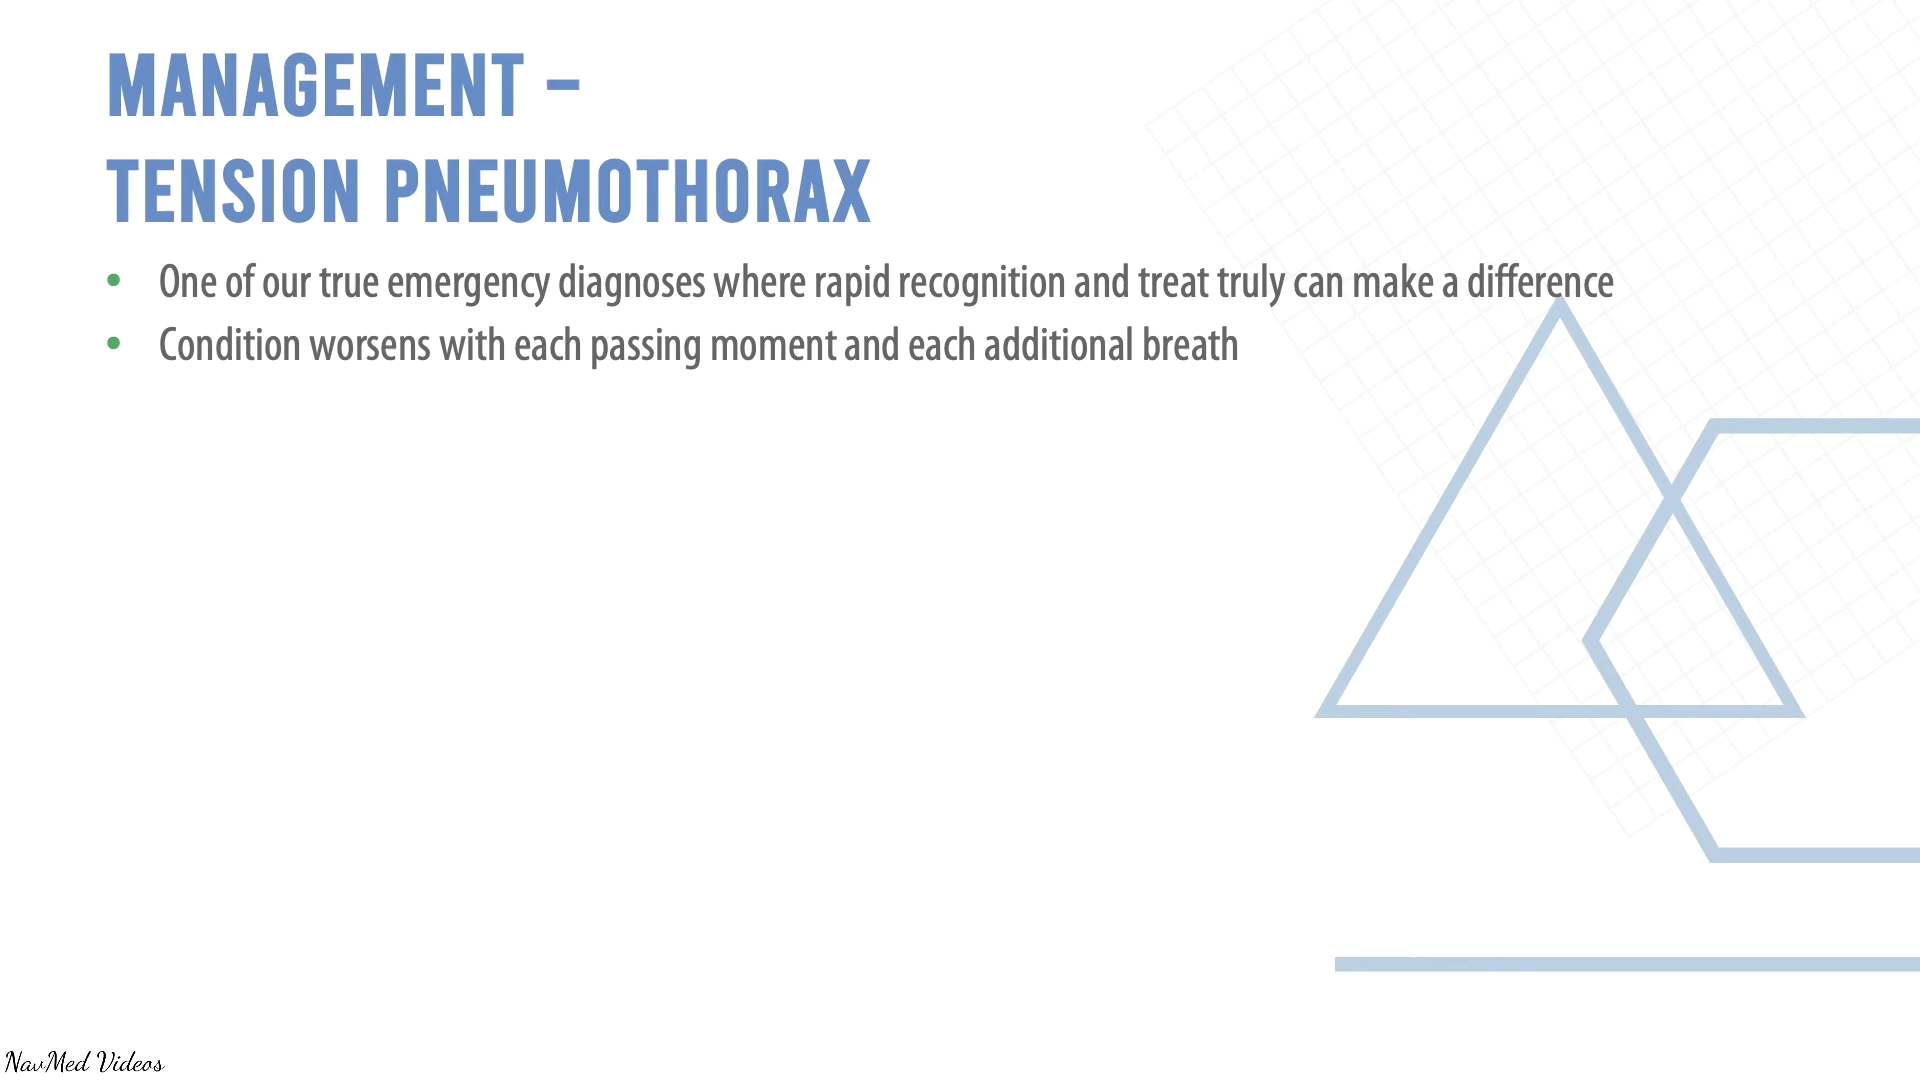 MANAGEMENT –
TENSION PNEUMOTHORAX
• One of our true emergency diagnoses where rapid recognition and treat truly can make a difference
• Condition worsens with each passing moment and each additional breath
NavMed Videos